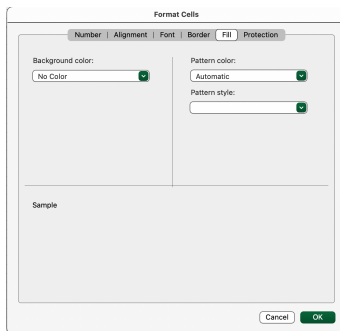 Format Cells
Number | Alignment | Font | Border | Fill | Protection
Background color:
No Color
Pattern color:
Automatic
Pattern style:
Sample
Cancel
OK